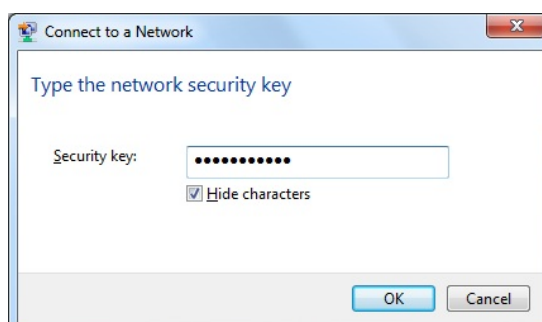 Connect to a Network
Type the network security key
Security key: •••••••••••
Hide characters
OK Cancel